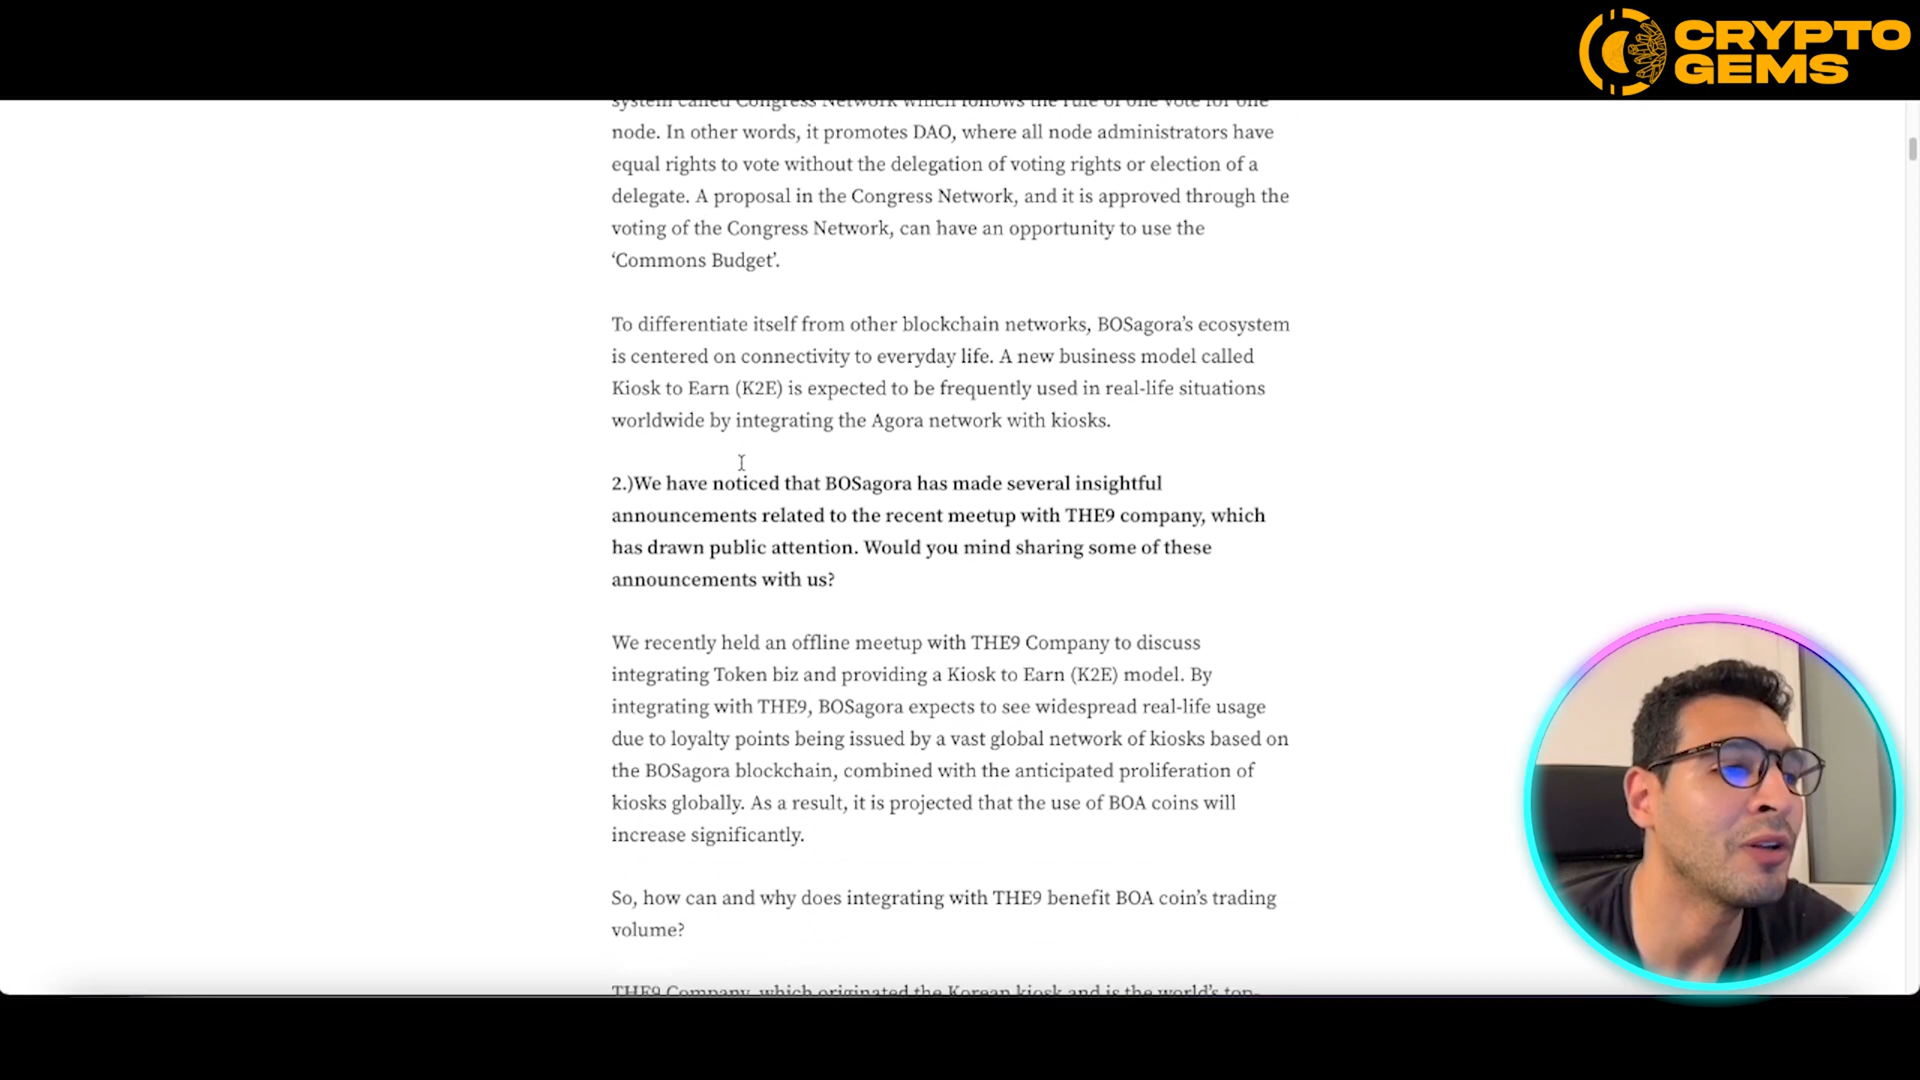 CRYPTO
GEMS
system called Congress Network which follows the rule of one vote for one
node. In other words, it promotes DAO, where all node administrators have
equal rights to vote without the delegation of voting rights or election of a
delegate. A proposal in the Congress Network, and it is approved through the
voting of the Congress Network, can have an opportunity to use the
‘Commons Budget’.
To differentiate itself from other blockchain networks, BOSagora’s ecosystem
is centered on connectivity to everyday life. A new business model called
Kiosk to Earn (K2E) is expected to be frequently used in real-life situations
worldwide by integrating the Agora network with kiosks.
2.)We have noticed that BOSagora has made several insightful
announcements related to the recent meetup with THE9 company, which
has drawn public attention. Would you mind sharing some of these
announcements with us?
We recently held an offline meetup with THE9 Company to discuss
integrating Token biz and providing a Kiosk to Earn (K2E) model. By
integrating with THE9, BOSagora expects to see widespread real-life usage
due to loyalty points being issued by a vast global network of kiosks based on
the BOSagora blockchain, combined with the anticipated proliferation of
kiosks globally. As a result, it is projected that the use of BOA coins will
increase significantly.
So, how can and why does integrating with THE9 benefit BOA coin’s trading
volume?
THE9 Company, which originated the Korean kiosk and is the world’s top-